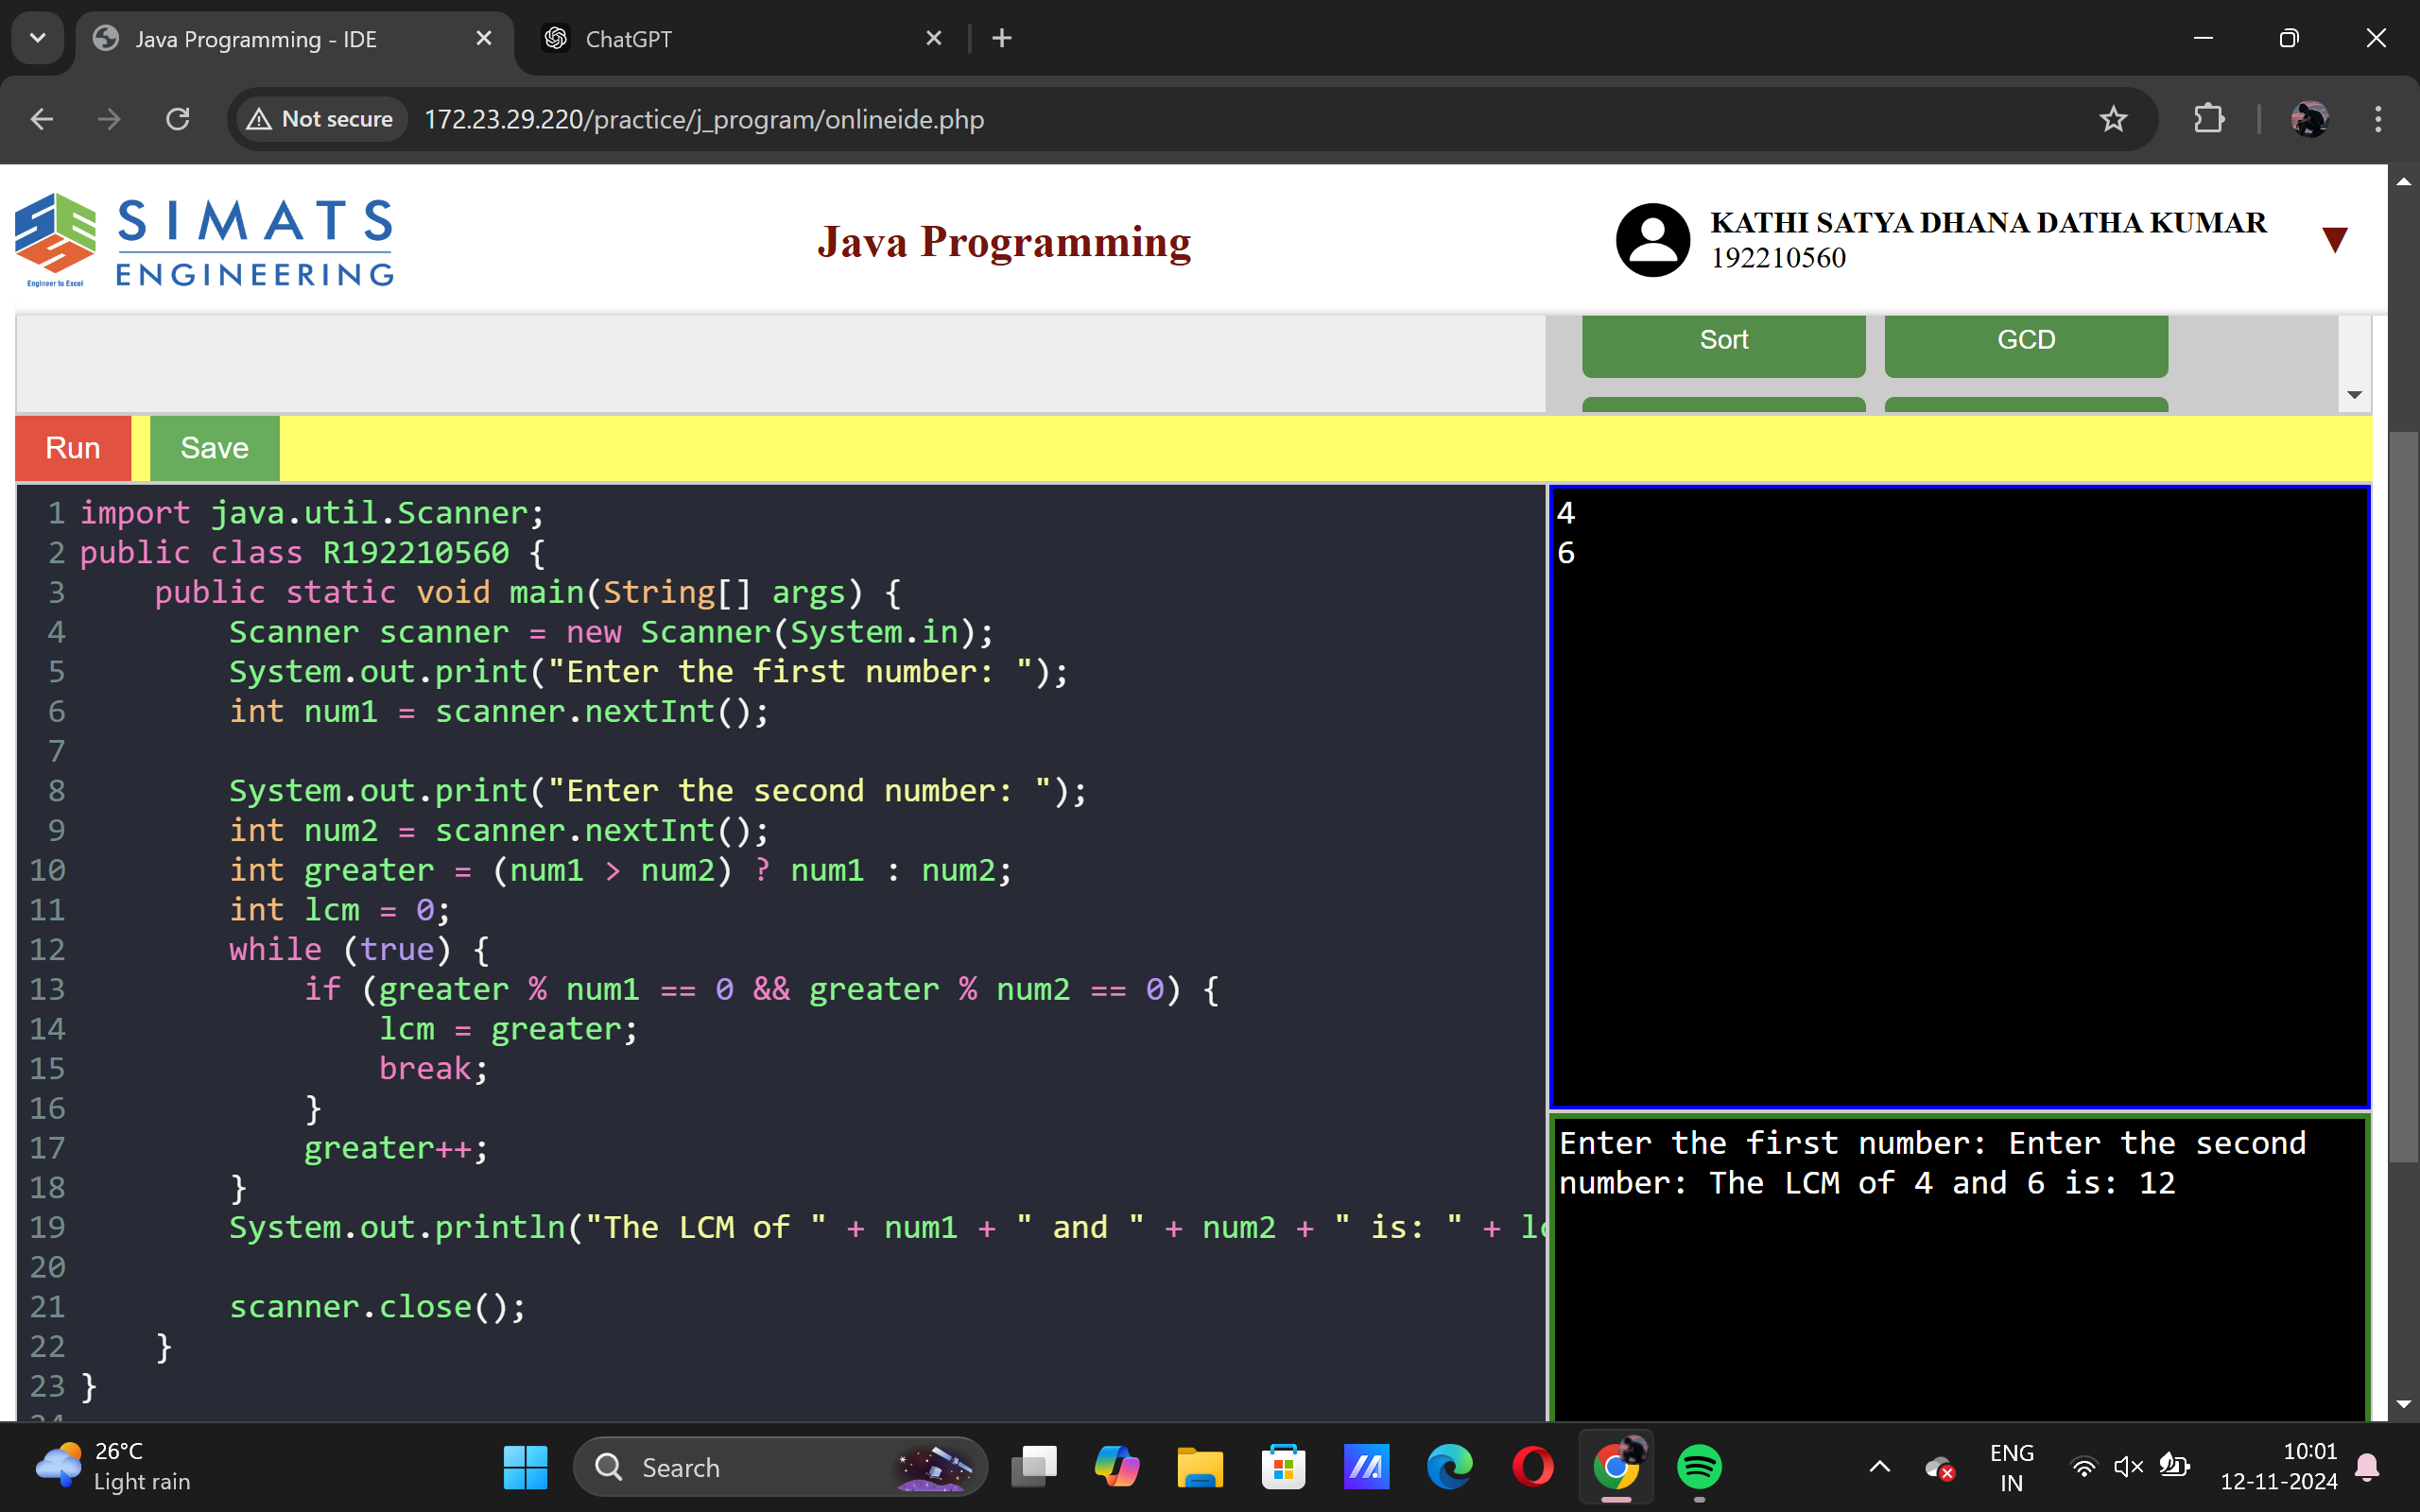 Java Programming - IDE
ChatGPT
Not secure
172.23.29.220/practice/j_program/onlineide.php
SIMATS
ENGINEERING
Engineer to Excel
Java Programming
KATHI SATYA DHANA DATHA KUMAR
192210560
Sort
GCD
Run
Save
1 import java.util.Scanner;
2 public class R192210560 {
3 public static void main(String[] args) {
4 Scanner scanner = new Scanner(System.in);
5 System.out.print("Enter the first number: ");
6 int num1 = scanner.nextInt();
7
8 System.out.print("Enter the second number: ");
9 int num2 = scanner.nextInt();
10 int greater = (num1 > num2) ? num1 : num2;
11 int lcm = 0;
12 while (true) {
13 if (greater % num1 == 0 && greater % num2 == 0) {
14 lcm = greater;
15 break;
16 }
17 greater++;
18 }
19 System.out.println("The LCM of " + num1 + " and " + num2 + " is: " + l
20
21 scanner.close();
22 }
23 }
4
6
Enter the first number: Enter the second
number: The LCM of 4 and 6 is: 12
26°C
Light rain
Search
ENG
IN
10:01
12-11-2024